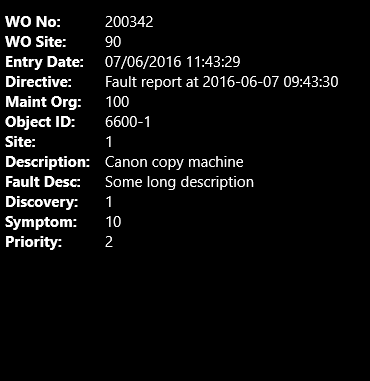 WO No: 200342
WO Site: 90
Entry Date: 07/06/2016 11:43:29
Directive: Fault report at 2016-06-07 09:43:30
Maint Org: 100
Object ID: 6600-1
Site: 1
Description: Canon copy machine
Fault Desc: Some long description
Discovery: 1
Symptom: 10
Priority: 2